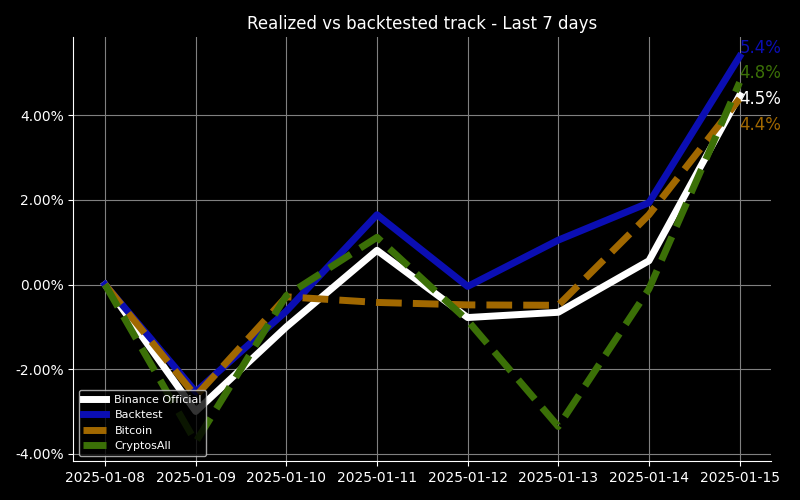 Realized vs backtested track - Last 7 days
5.4%
4.8%
4.5%
4.4%
4.00%
2.00%
0.00%
-2.00%
-4.00%
Binance Official
Backtest
Bitcoin
CryptosAll
2025-01-08 2025-01-09 2025-01-10 2025-01-11 2025-01-12 2025-01-13 2025-01-14 2025-01-15